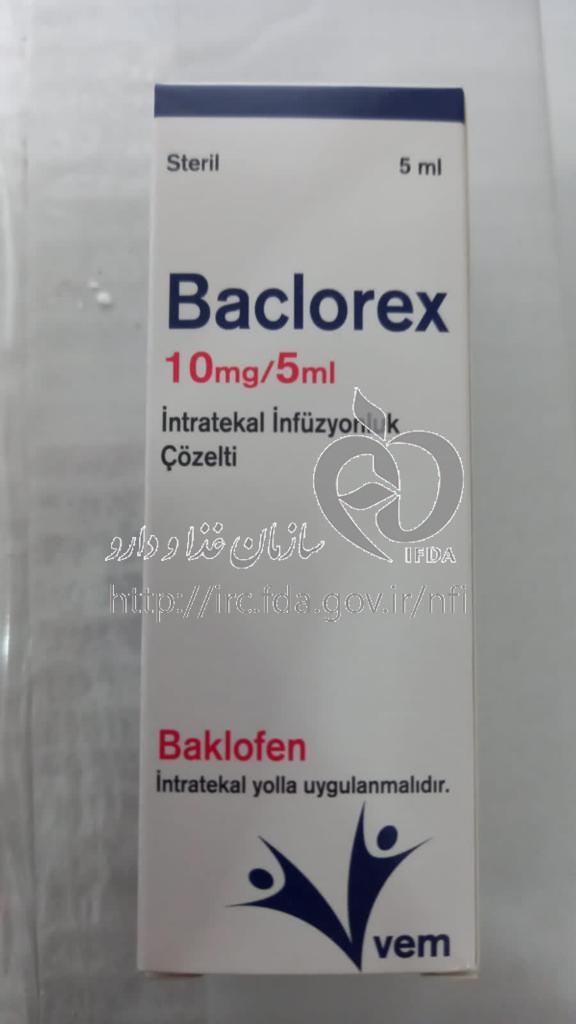 Steril 5 ml
Baclorex
10mg/5ml
İntratekal İnfüzyonluk
Çözelti
IFDA
سازمان غذا و دارو
http://irc.fda.gov.ir/nfi
Baklofen
İntratekal yolla uygulanmalıdır.
vem